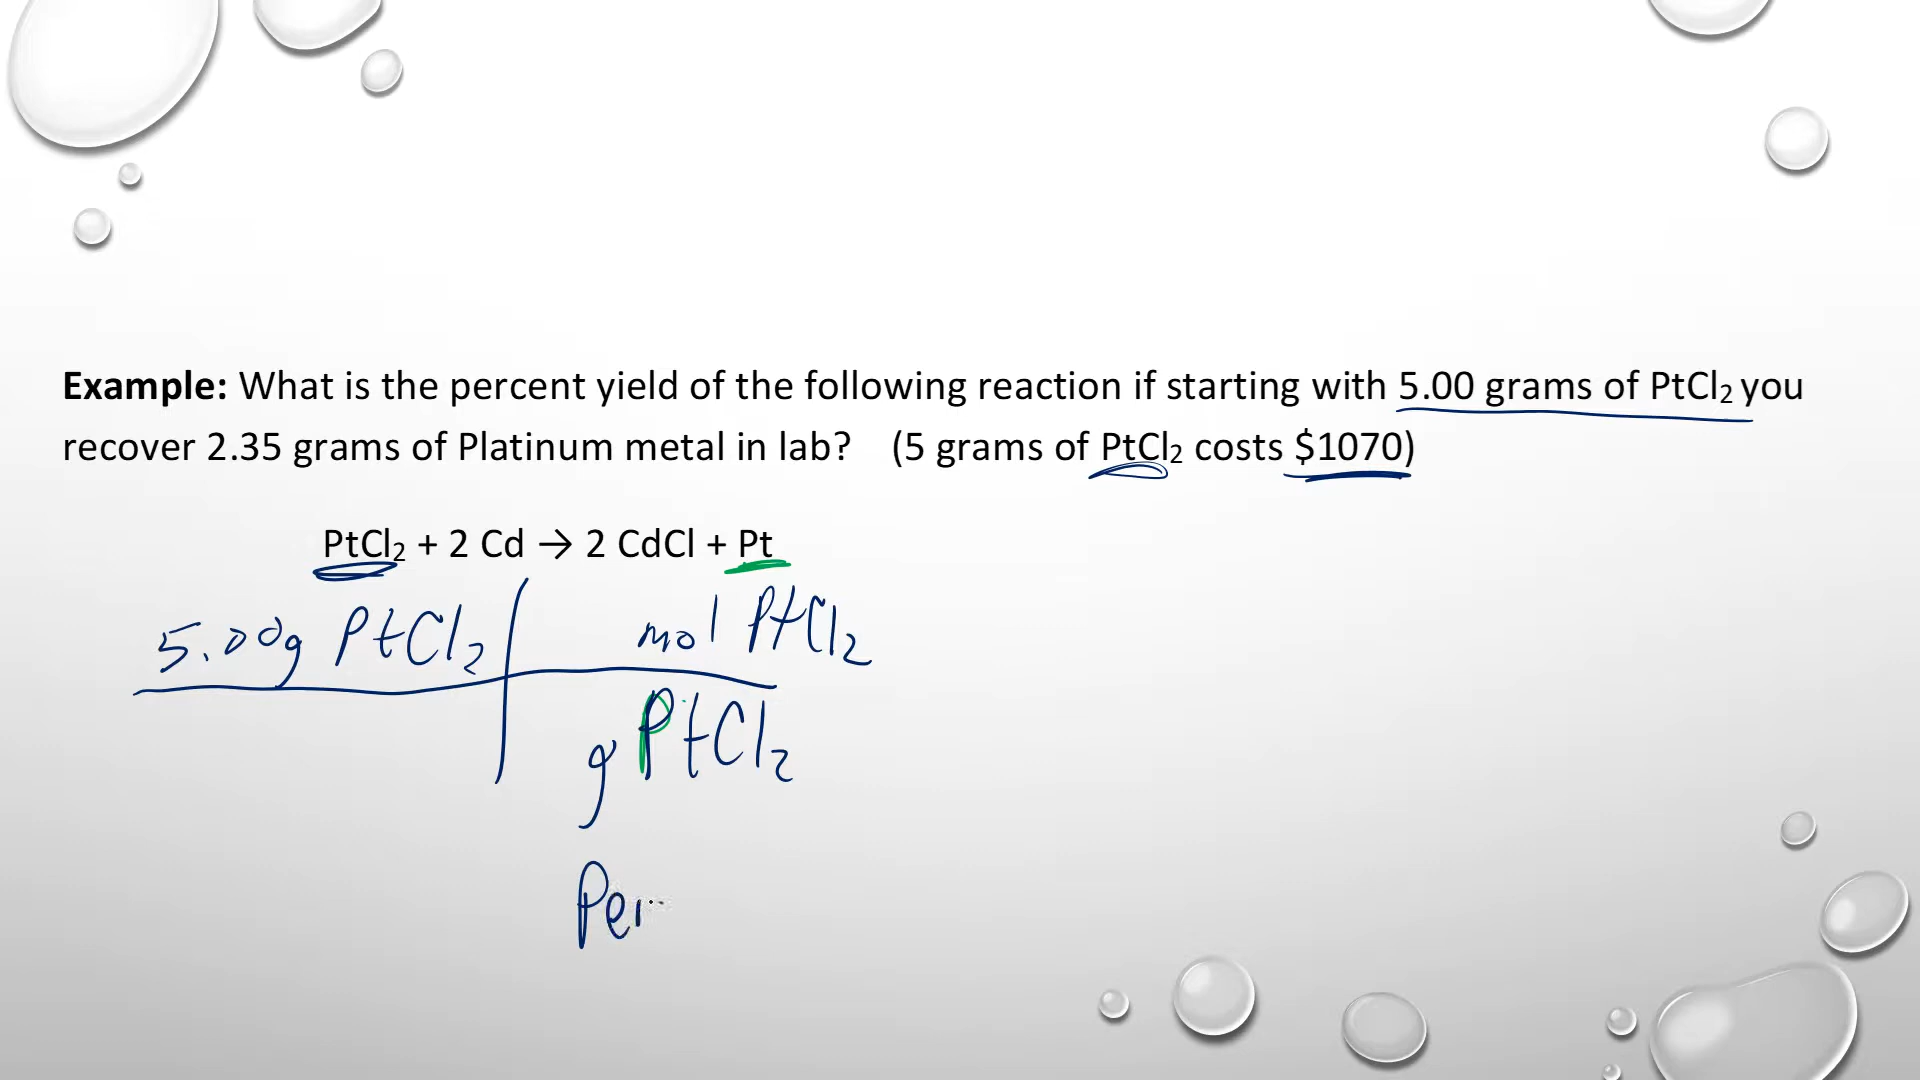 Example: What is the percent yield of the following reaction if starting with 5.00 grams of PtCl₂ you
recover 2.35 grams of Platinum metal in lab? (5 grams of PtCl₂ costs $1070)
PtCl₂ + 2 Cd → 2 CdCl + Pt
5.00g PtCl₂ mol PtCl₂
g PtCl₂
Per